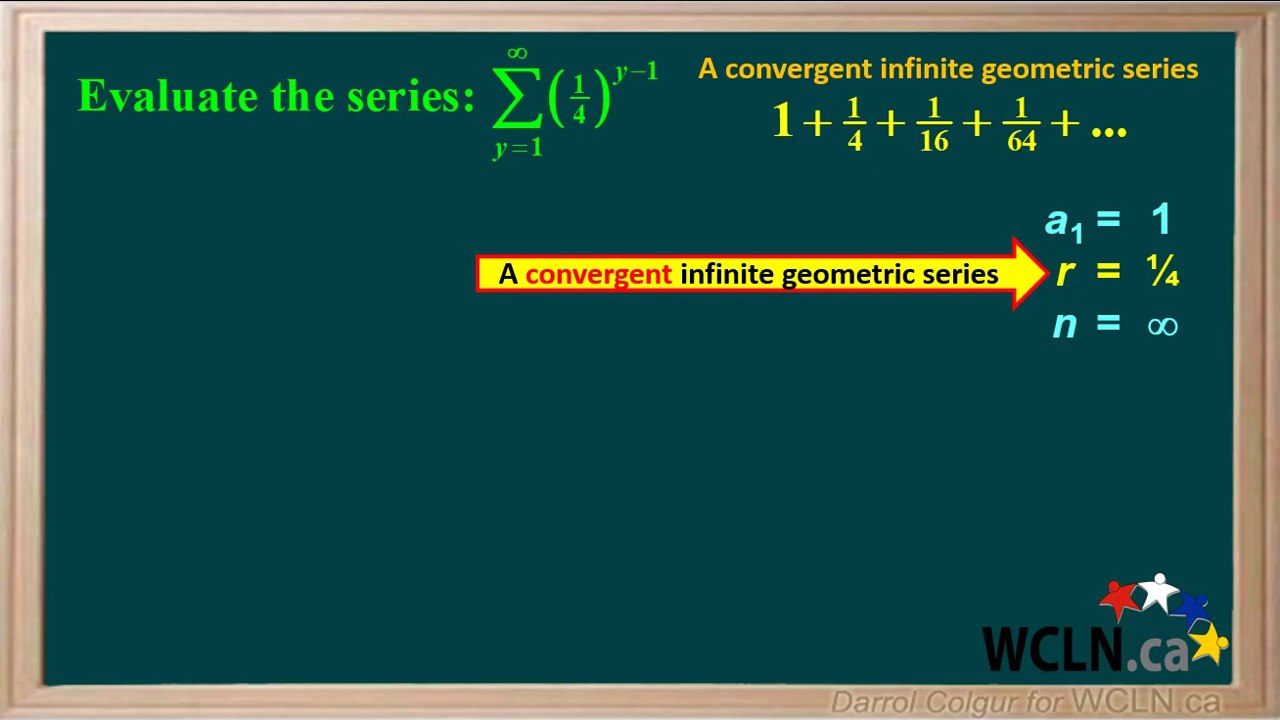 Evaluate the series: ∞ ∑ y=1 (1/4)^(y−1)
A convergent infinite geometric series
1 + 1/4 + 1/16 + 1/64 + ...
a₁ = 1
A convergent infinite geometric series
r = ¼
n = ∞
WCLN.ca
Darrol Colgur for WCLN.ca